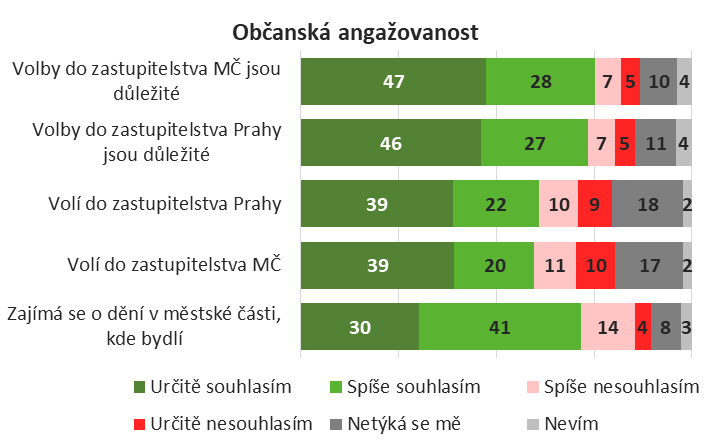 Občanská angažovanost
Volby do zastupitelstva MČ jsou
důležité
47 28 7 5 10 4
Volby do zastupitelstva Prahy
jsou důležité
46 27 7 5 11 4
Volí do zastupitelstva Prahy
39 22 10 9 18 2
Volí do zastupitelstva MČ
39 20 11 10 17 2
Zajímá se o dění v městské části,
kde bydlí
30 41 14 4 8 3
Určitě souhlasím Spíše souhlasím Spíše nesouhlasím
Určitě nesouhlasím Netýká se mě Nevím